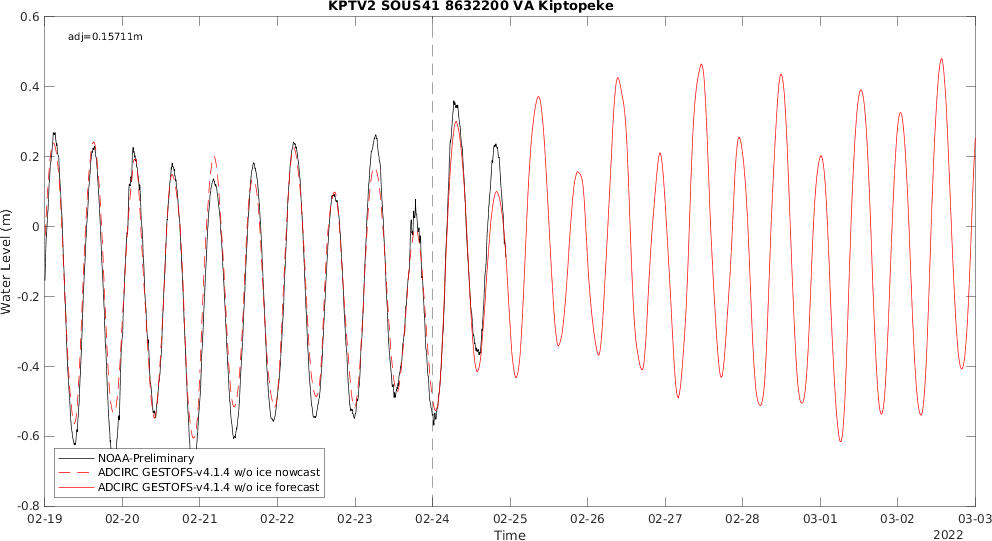 KPTV2 SOUS41 8632200 VA Kiptopeke
adj=0.15711m
0.6
0.4
0.2
0
-0.2
-0.4
-0.6
-0.8
Water Level (m)
NOAA-Preliminary
ADCIRC GESTOFS-v4.1.4 w/o ice nowcast
ADCIRC GESTOFS-v4.1.4 w/o ice forecast
02-19 02-20 02-21 02-22 02-23 02-24 02-25 02-26 02-27 02-28 03-01 03-02 03-03
Time
2022